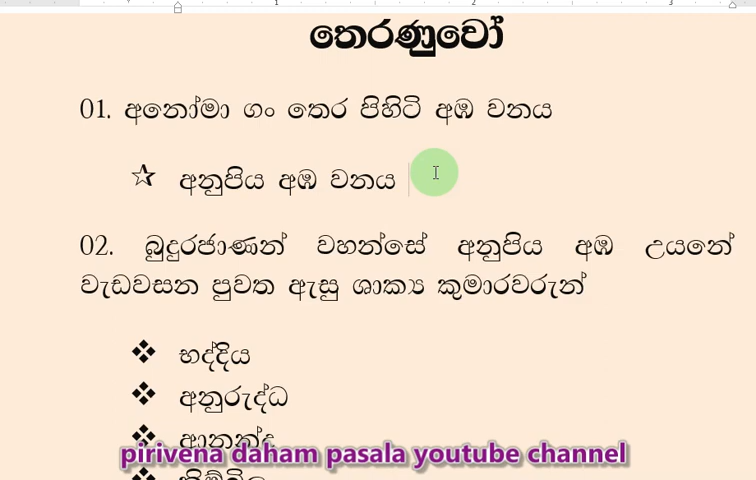 තෙරණුවෝ
01. අනෝමා ගං තෙර පිහිටි අඹ වනය
☆ අනුපිය අඹ වනය
02. බුදුරජාණන් වහන්සේ අනුපිය අඹ උයනේ
වැඩවසන පුවත ඇසු ශාක්‍ය කුමාරවරුන්
❖ භද්දිය
❖ අනුරුද්ධ
❖ ආනන්ද
pirivena daham pasala youtube channel